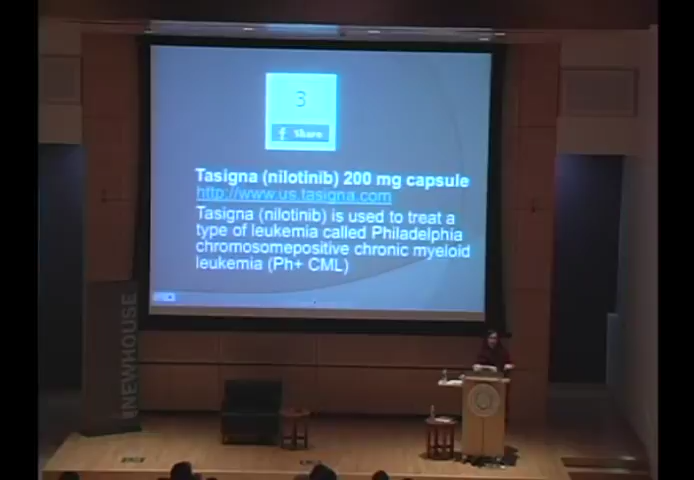 3
f Share
Tasigna (nilotinib) 200 mg capsule
http://www.us.tasigna.com
Tasigna (nilotinib) is used to treat a
type of leukemia called Philadelphia
chromosomepositive chronic myeloid
leukemia (Ph+ CML)
NEWHOUSE